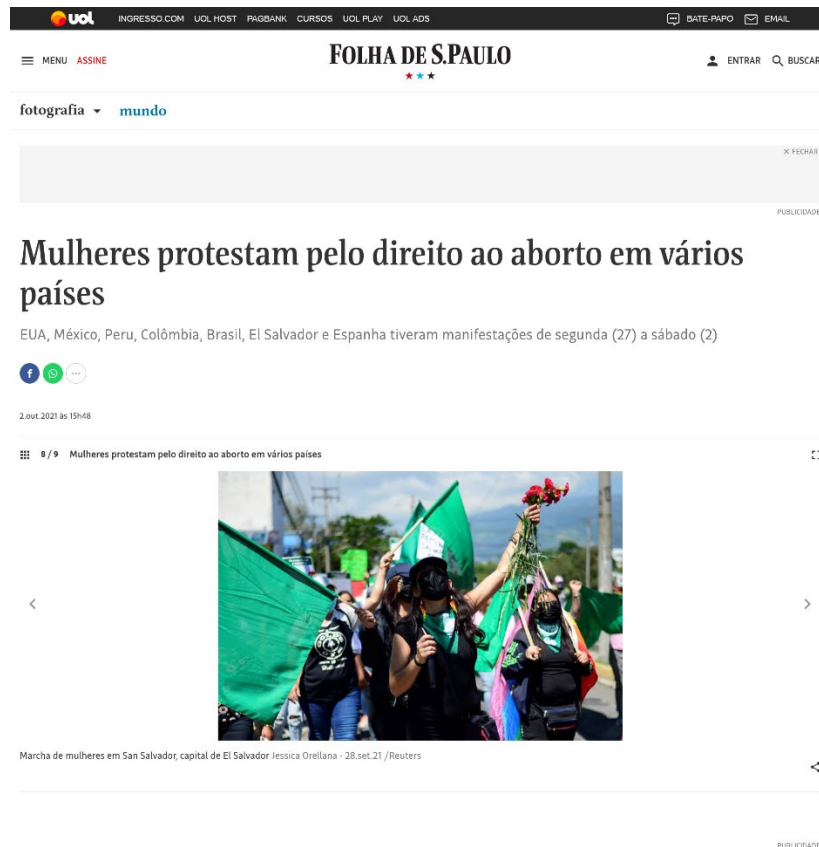 UOL INGRESSO.COM UOL HOST PAGBANK CURSOS UOL PLAY UOL ADS BATE-PAPO EMAIL
MENU ASSINE FOLHA DE S.PAULO ENTRAR BUSCAR
fotografia mundo
× FECHAR
PUBLICIDADE
Mulheres protestam pelo direito ao aborto em vários
países
EUA, México, Peru, Colômbia, Brasil, El Salvador e Espanha tiveram manifestações de segunda (27) a sábado (2)
2.out.2021 às 15h48
8 / 9 Mulheres protestam pelo direito ao aborto em vários países
Marcha de mulheres em San Salvador, capital de El Salvador Jessica Orellana - 28.set.21 /Reuters
PUBLICIDADE